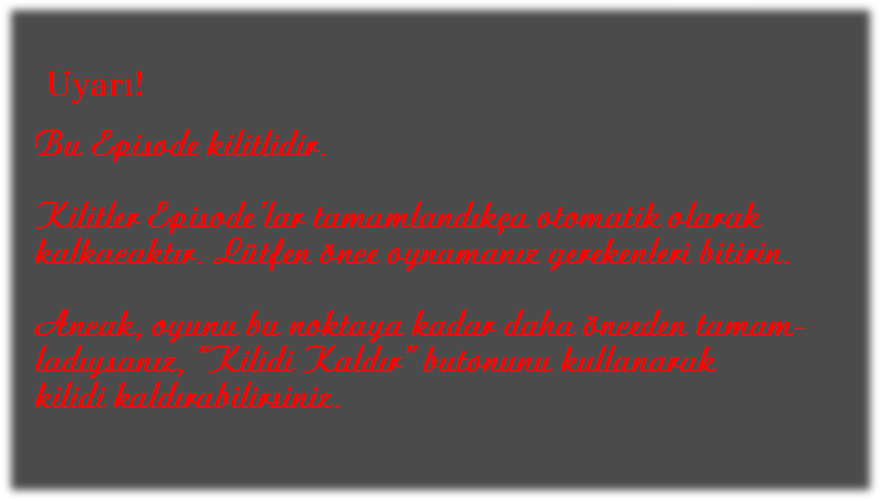 Uyarı!
Bu Episode kilitlidir.
Kilitler Episode'lar tamamlandıkça otomatik olarak
kalkacaktır. Lütfen önce oynamanız gerekenleri bitirin.
Ancak, oyunu bu noktaya kadar daha önceden tamam-
ladıysanız, “Kilidi Kaldır” butonunu kullanarak
kilidi kaldırabilirsiniz.